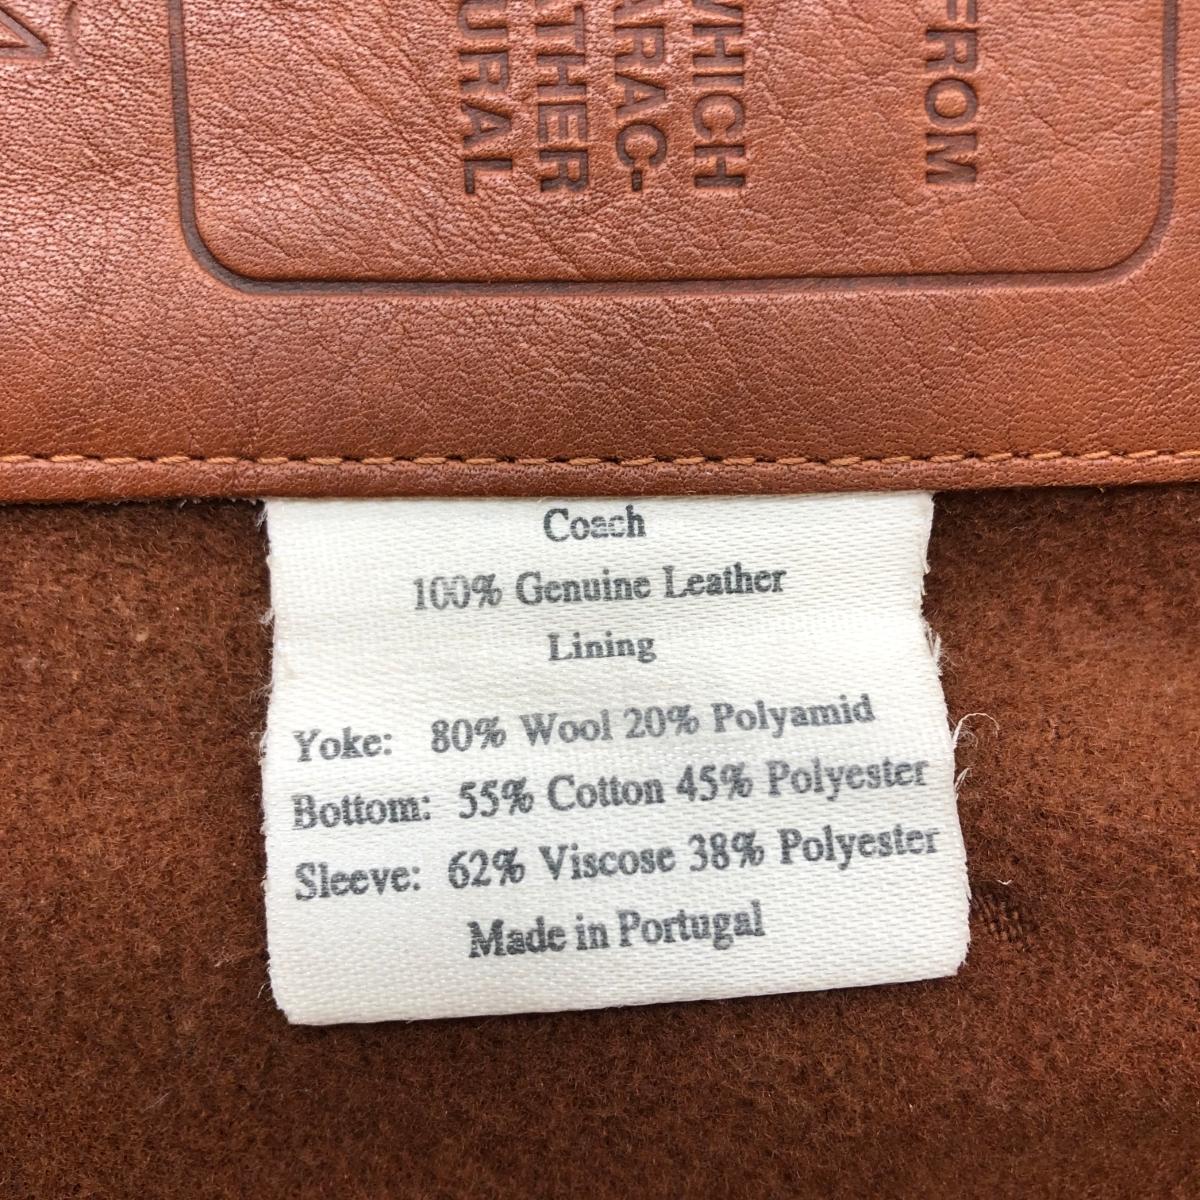 FROM
WHICH
ARAC-
ATHER
URAL
Coach
100% Genuine Leather
Lining
Yoke: 80% Wool 20% Polyamid
Bottom: 55% Cotton 45% Polyester
Sleeve: 62% Viscose 38% Polyester
Made in Portugal